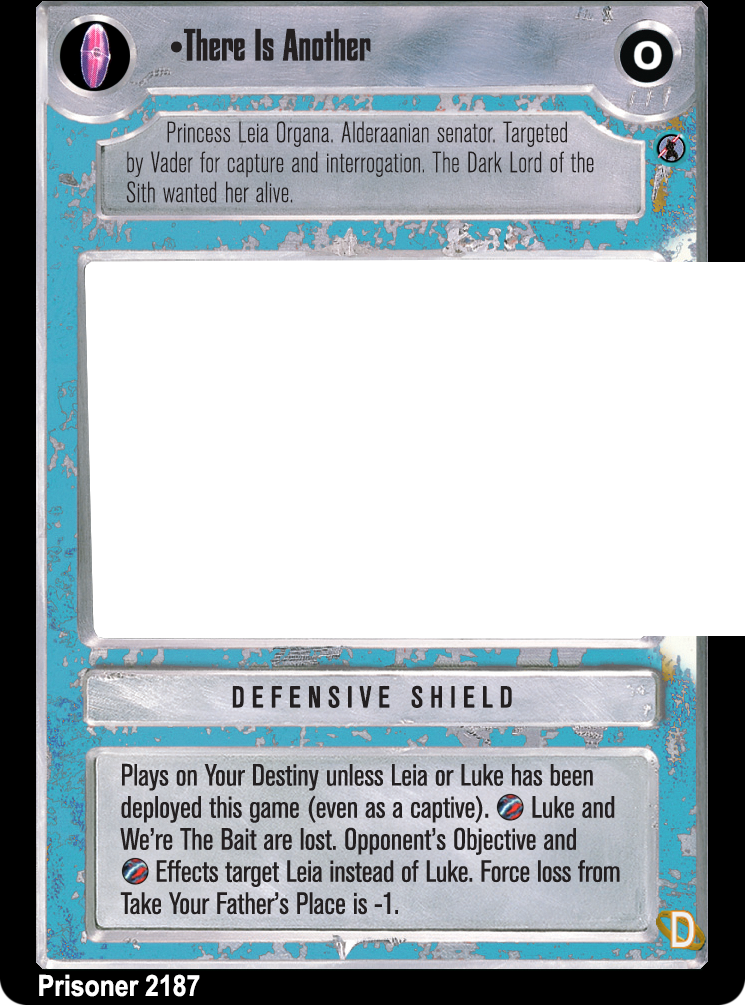 •There Is Another
O
Princess Leia Organa. Alderaanian senator. Targeted
by Vader for capture and interrogation. The Dark Lord of the
Sith wanted her alive.
DEFENSIVE SHIELD
Plays on Your Destiny unless Leia or Luke has been
deployed this game (even as a captive). Luke and
We're The Bait are lost. Opponent's Objective and
Effects target Leia instead of Luke. Force loss from
Take Your Father's Place is -1.
D
Prisoner 2187